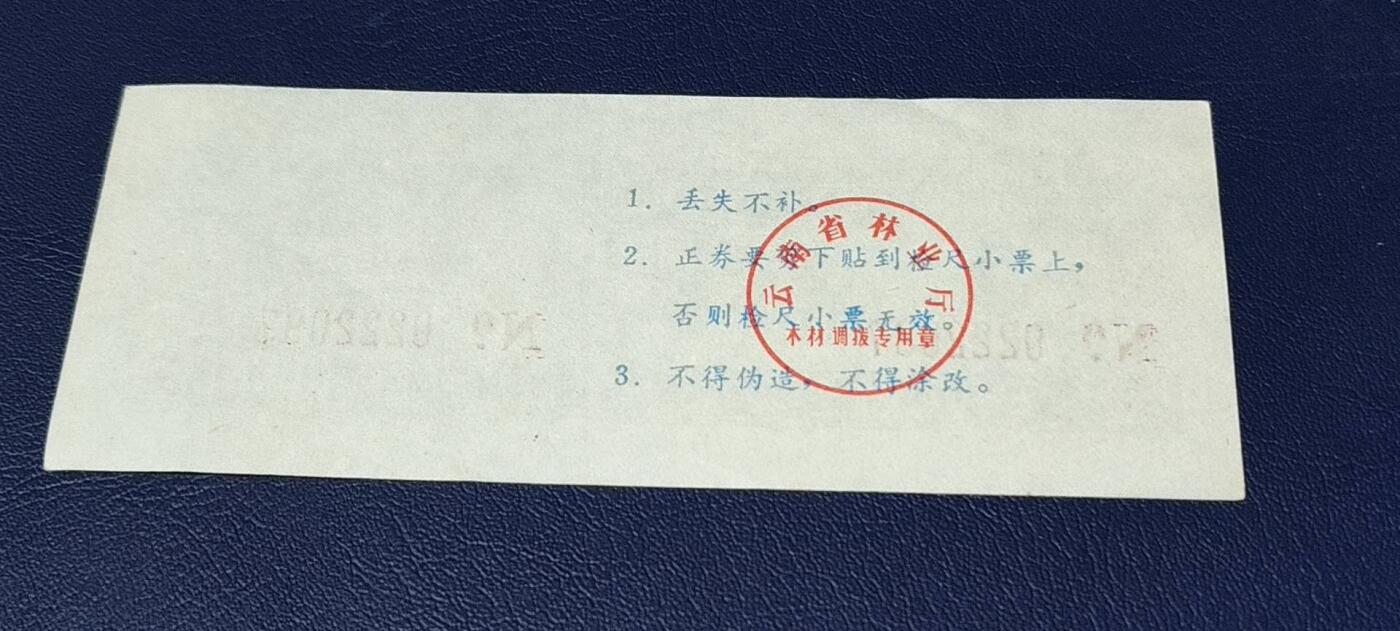 1. 丢失不补。
2. 正券要剪下贴到检尺小票上，
否则检尺小票无效。
3. 不得伪造，不得涂改。
云南省林业厅
木材调拨专用章